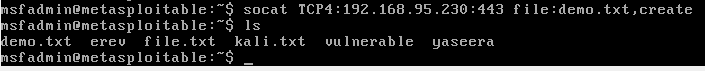 msfadmin@metasploitable:~$ socat TCP4:192.168.95.230:443 file:demo.txt,create
msfadmin@metasploitable:~$ ls
demo.txt  erev  file.txt  kali.txt  vulnerable  yaseera
msfadmin@metasploitable:~$ _